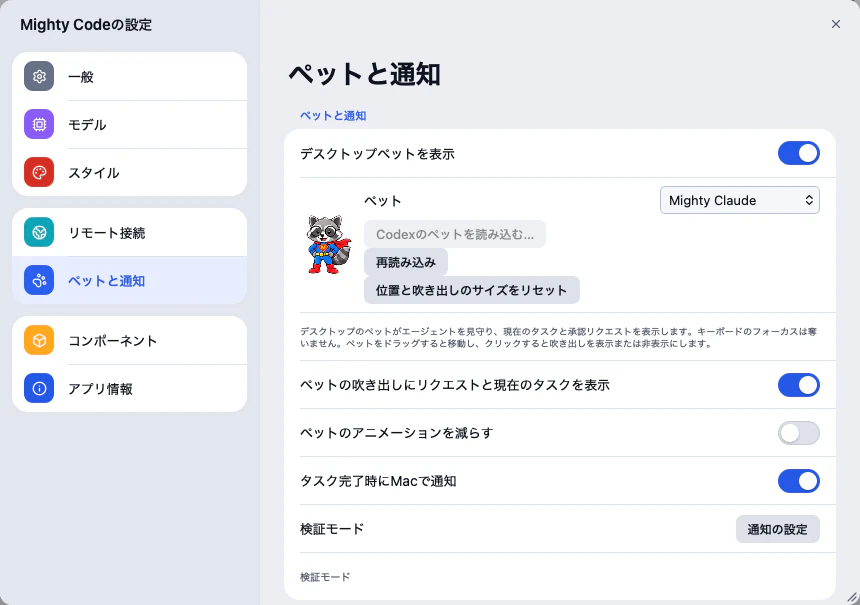 Mighty Codeの設定
一般
モデル
スタイル
リモート接続
ペットと通知
コンポーネント
アプリ情報
ペットと通知
ペットと通知
デスクトップペットを表示
ペット
Mighty Claude
Codexのペットを読み込む...
再読み込み
位置と吹き出しのサイズをリセット
デスクトップのペットがエージェントを見守り、現在のタスクと承認リクエストを表示します。キーボードのフォーカスは奪
いません。ペットをドラッグすると移動し、クリックすると吹き出しを表示または非表示にします。
ペットの吹き出しにリクエストと現在のタスクを表示
ペットのアニメーションを減らす
タスク完了時にMacで通知
検証モード
通知の設定
検証モード